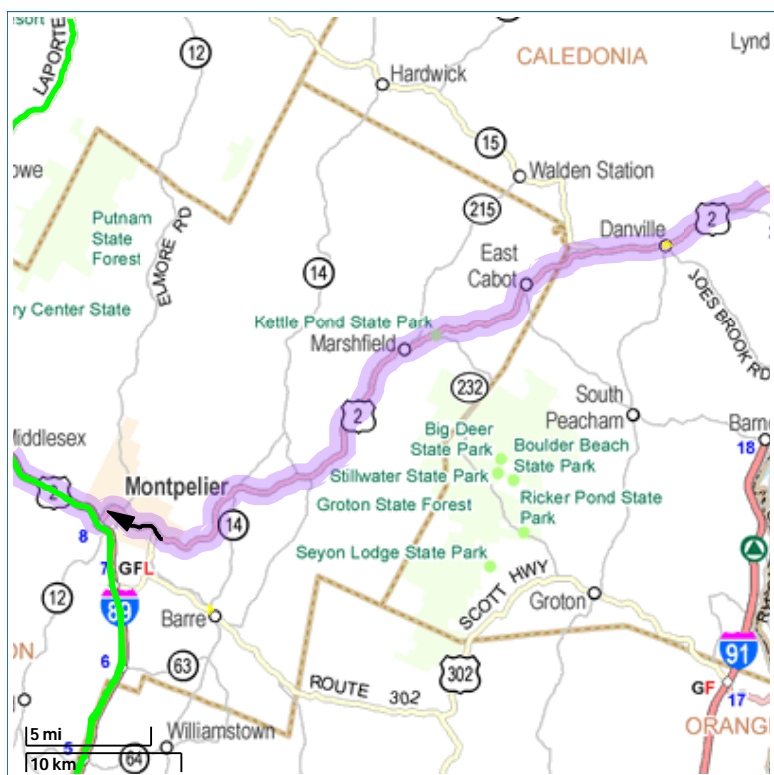 esort
LAPORTE
12
14
Hardwick
CALEDONIA
Lynd
15
Walden Station
215
owe
Putnam
State
Forest
ELMORE RD
2
Danville
East
Cabot
14
JOES BROOK RD
ry Center State
Kettle Pond State Park
Marshfield
232
2
South
Peacham
Big Deer
State Park
Boulder Beach
State Park
Barne
18
Middlesex
2
Montpelier
Stillwater State Park
Groton State Forest
Ricker Pond State
Park
14
8
7
GFL
Seyon Lodge State Park
SCOTT HWY
Groton
12
89
Barre
91
ON
6
63
ROUTE 302
302
GF
17
ORANGE
5 mi
Williamstown
5
64
10 km